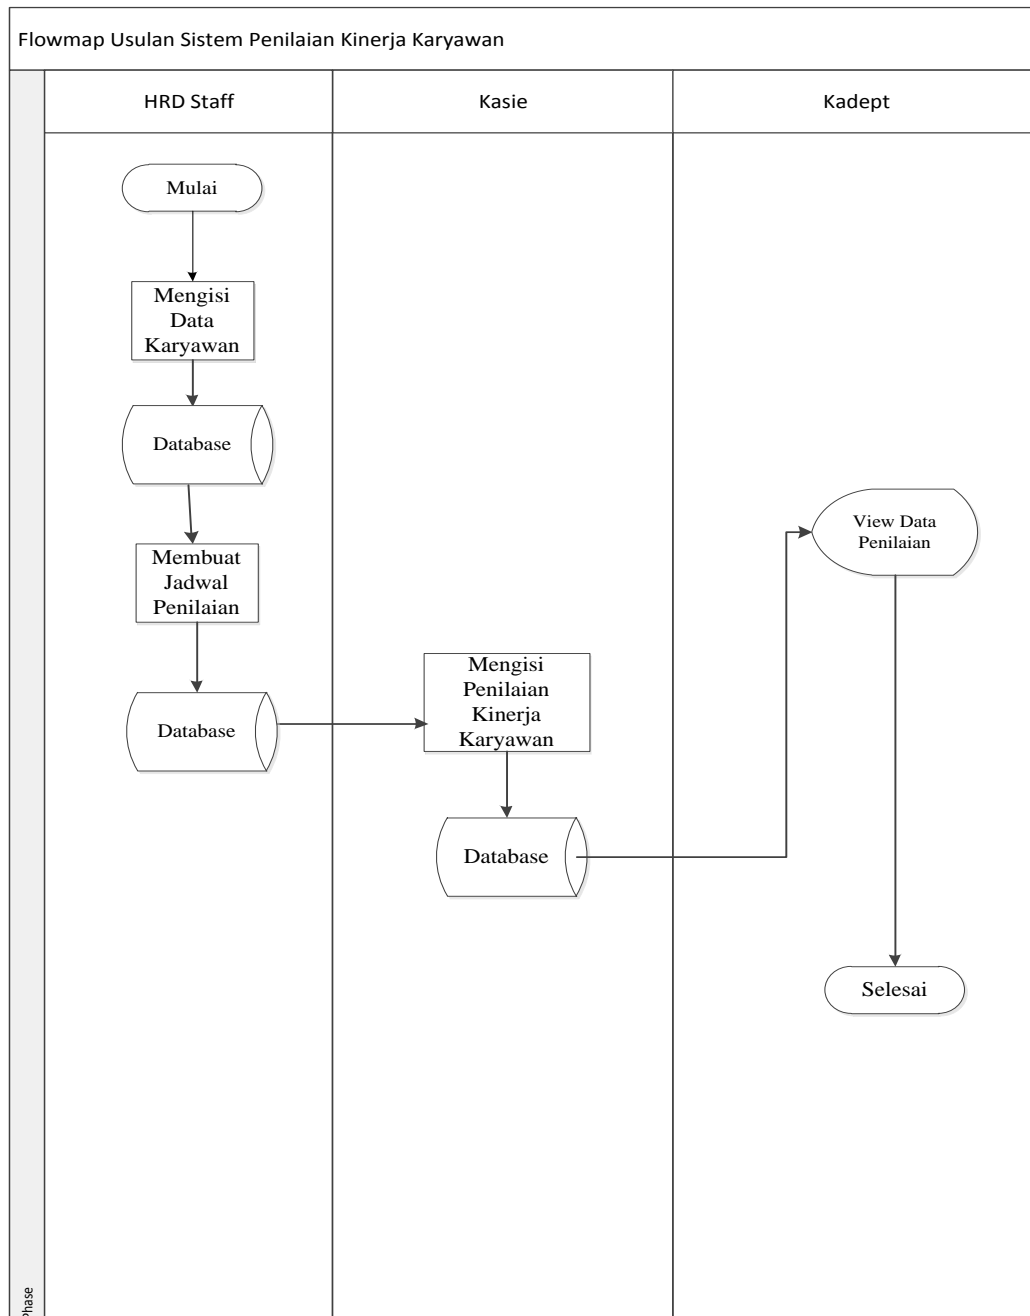 Flowmap Usulan Sistem Penilaian Kinerja Karyawan
HRD Staff
Kasie
Kadept
Mulai
Mengisi
Data
Karyawan
Database
Membuat
Jadwal
Penilaian
Database
Mengisi
Penilaian
Kinerja
Karyawan
Database
View Data
Penilaian
Selesai
Phase